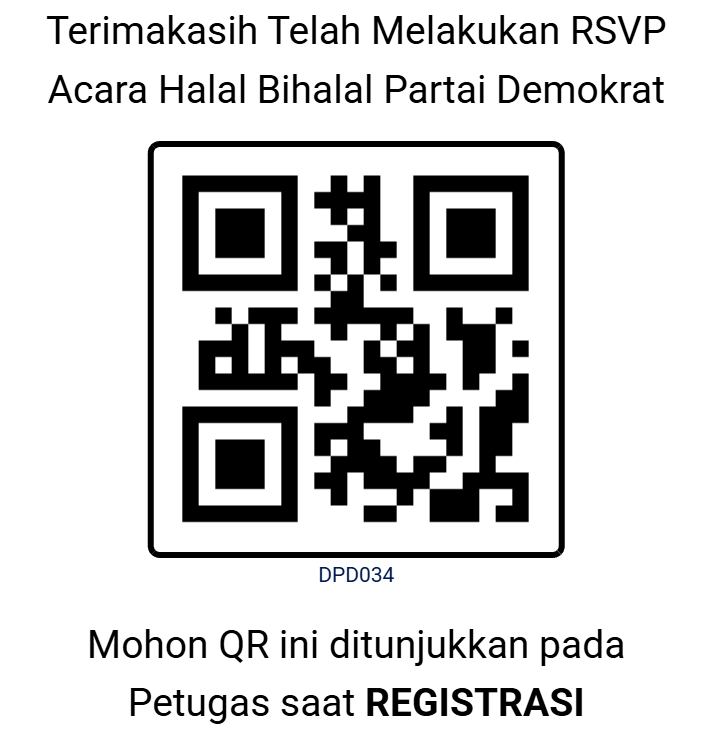 Terimakasih Telah Melakukan RSVP
Acara Halal Bihalal Partai Demokrat
DPD034
Mohon QR ini ditunjukkan pada
Petugas saat REGISTRASI